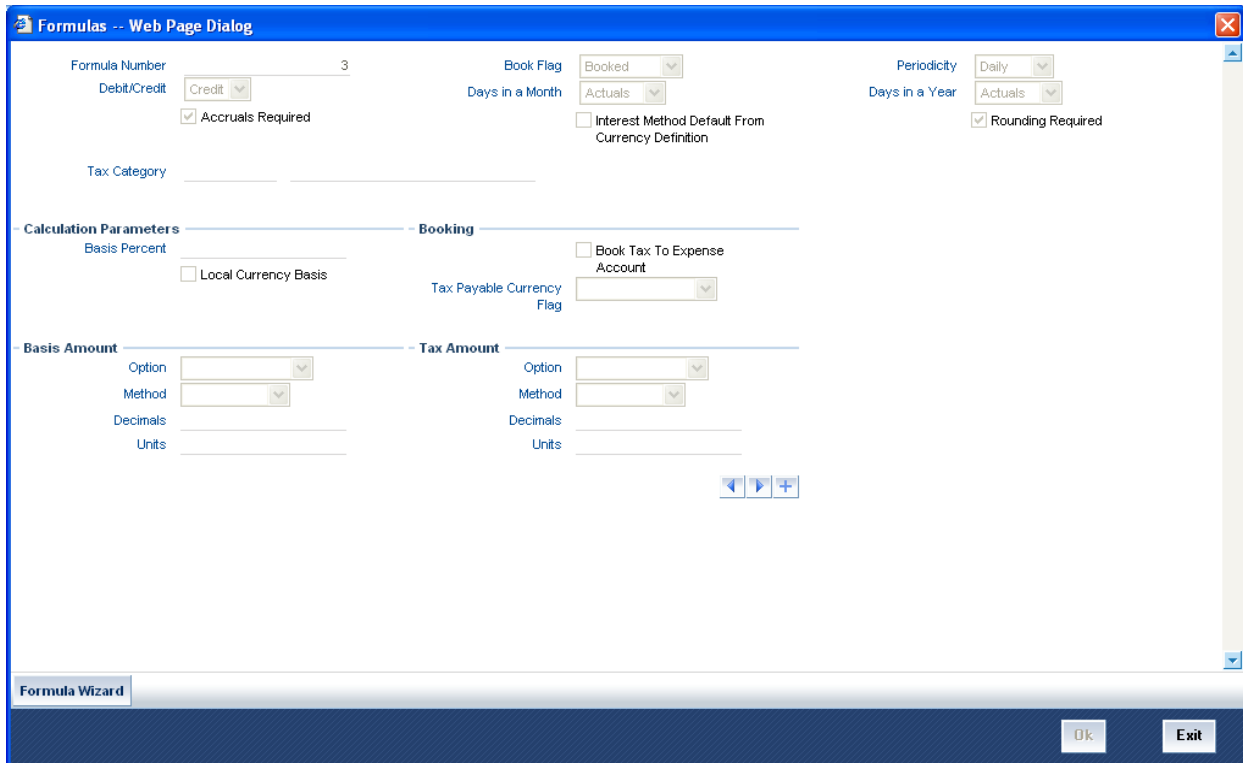 Formulas -- Web Page Dialog
Formula Number 3 Book Flag Booked Periodicity Daily
Debit/Credit Credit Days in a Month Actuals Days in a Year Actuals
Accruals Required Interest Method Default From Rounding Required
Currency Definition
Tax Category
Calculation Parameters Booking
Basis Percent Book Tax To Expense
Account
Local Currency Basis
Tax Payable Currency
Flag
Basis Amount Tax Amount
Option Option
Method Method
Decimals Decimals
Units Units
Formula Wizard
Ok Exit